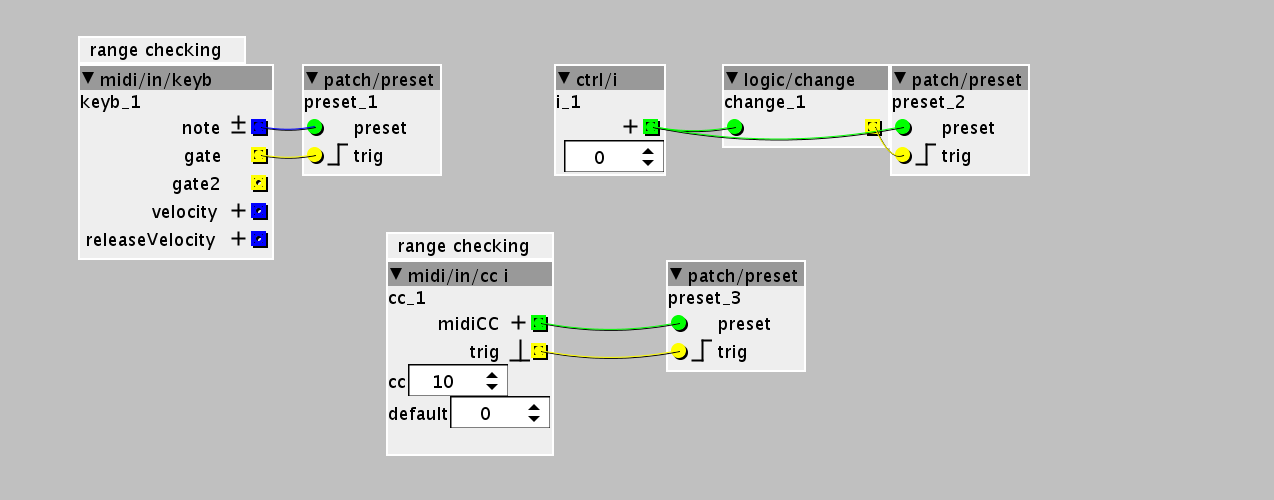 range checking
midi/in/keyb
keyb_1
note
gate
gate2
velocity
releaseVelocity
patch/preset
preset_1
preset
trig
ctrl/i
i_1
0
logic/change
change_1
patch/preset
preset_2
preset
trig
range checking
midi/in/cc i
cc_1
midiCC
trig
cc 10
default 0
patch/preset
preset_3
preset
trig